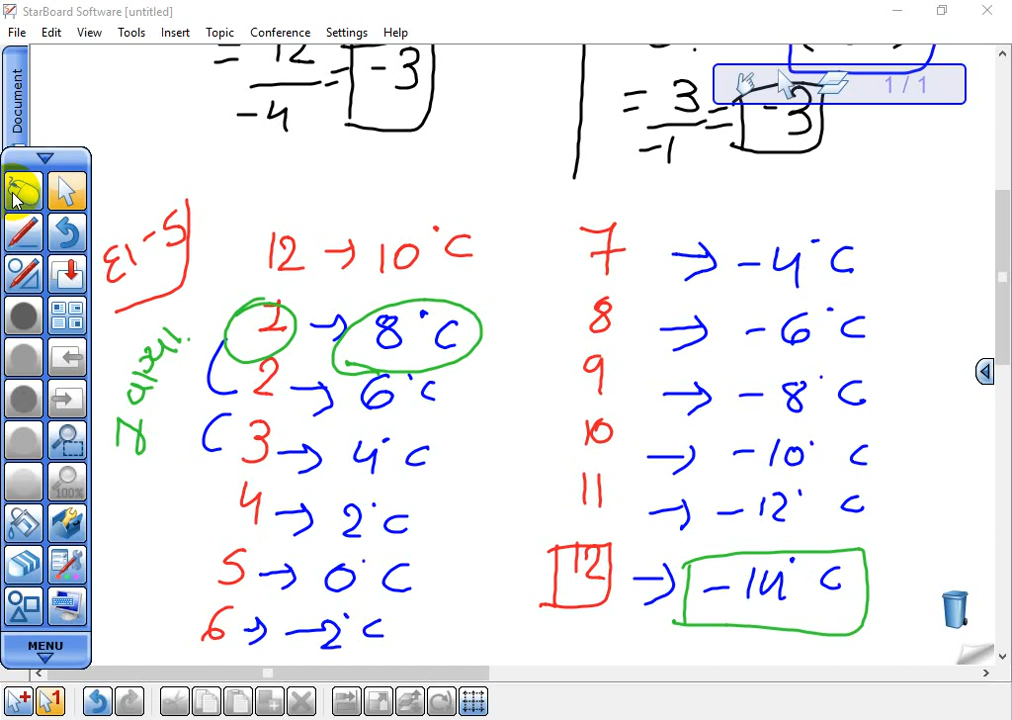 StarBoard Software [untitled]
File Edit View Tools Insert Topic Conference Settings Help
Document
1 / 1
= 12 / -4 = -3
= 3 / -1 = -3
12 → 10°C
1 → 8°C
2 → 6°C
3 → 4°C
4 → 2°C
5 → 0°C
6 → -2°C
7 → -4°C
8 → -6°C
9 → -8°C
10 → -10°C
11 → -12°C
12 → -14°C
100%
MENU